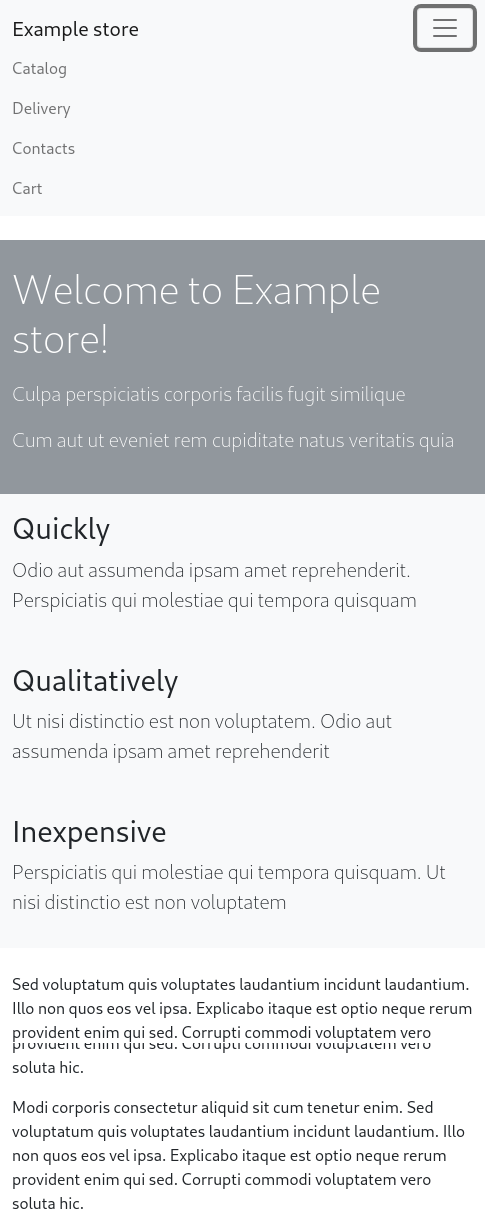 Example store
Catalog
Delivery
Contacts
Cart
Welcome to Example
store!
Culpa perspiciatis corporis facilis fugit similique
Cum aut ut eveniet rem cupiditate natus veritatis quia
Quickly
Odio aut assumenda ipsam amet reprehenderit.
Perspiciatis qui molestiae qui tempora quisquam
Qualitatively
Ut nisi distinctio est non voluptatem. Odio aut
assumenda ipsam amet reprehenderit
Inexpensive
Perspiciatis qui molestiae qui tempora quisquam. Ut
nisi distinctio est non voluptatem
Sed voluptatum quis voluptates laudantium incidunt laudantium.
Illo non quos eos vel ipsa. Explicabo itaque est optio neque rerum
provident enim qui sed. Corrupti commodi voluptatem vero
provident enim qui sed. Corrupti commodi voluptatem vero
soluta hic.
Modi corporis consectetur aliquid sit cum tenetur enim. Sed
voluptatum quis voluptates laudantium incidunt laudantium. Illo
non quos eos vel ipsa. Explicabo itaque est optio neque rerum
provident enim qui sed. Corrupti commodi voluptatem vero
soluta hic.